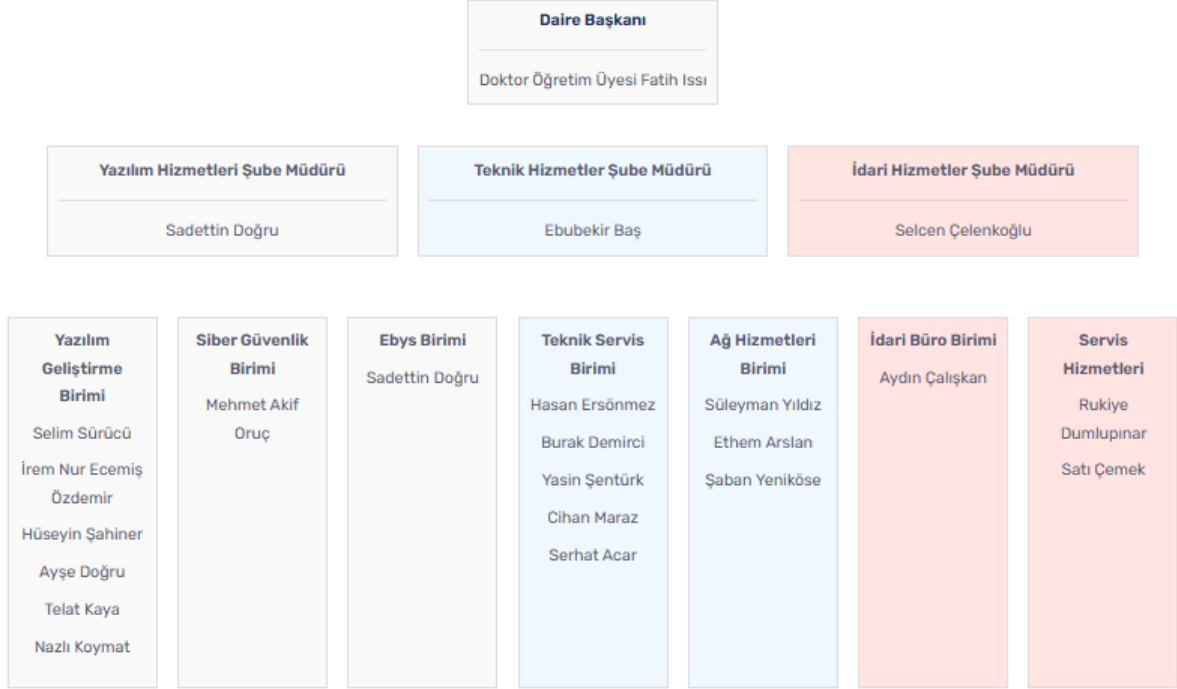 Daire Başkanı
Doktor Öğretim Üyesi Fatih Issı
Yazılım Hizmetleri Şube Müdürü
Sadettin Doğru
Teknik Hizmetler Şube Müdürü
Ebubekir Baş
İdari Hizmetler Şube Müdürü
Selcen Çelenkoğlu
Yazılım
Geliştirme
Birimi
Selim Sürücü
İrem Nur Ecemiş
Özdemir
Hüseyin Şahiner
Ayşe Doğru
Telat Kaya
Nazlı Koymat
Siber Güvenlik
Birimi
Mehmet Akif
Oruç
Ebys Birimi
Sadettin Doğru
Teknik Servis
Birimi
Hasan Ersönmez
Burak Demirci
Yasin Şentürk
Cihan Maraz
Serhat Acar
Ağ Hizmetleri
Birimi
Süleyman Yıldız
Ethem Arslan
Şaban Yeniköse
İdari Büro Birimi
Aydın Çalışkan
Servis
Hizmetleri
Rukiye
Dumlupınar
Satı Çemek